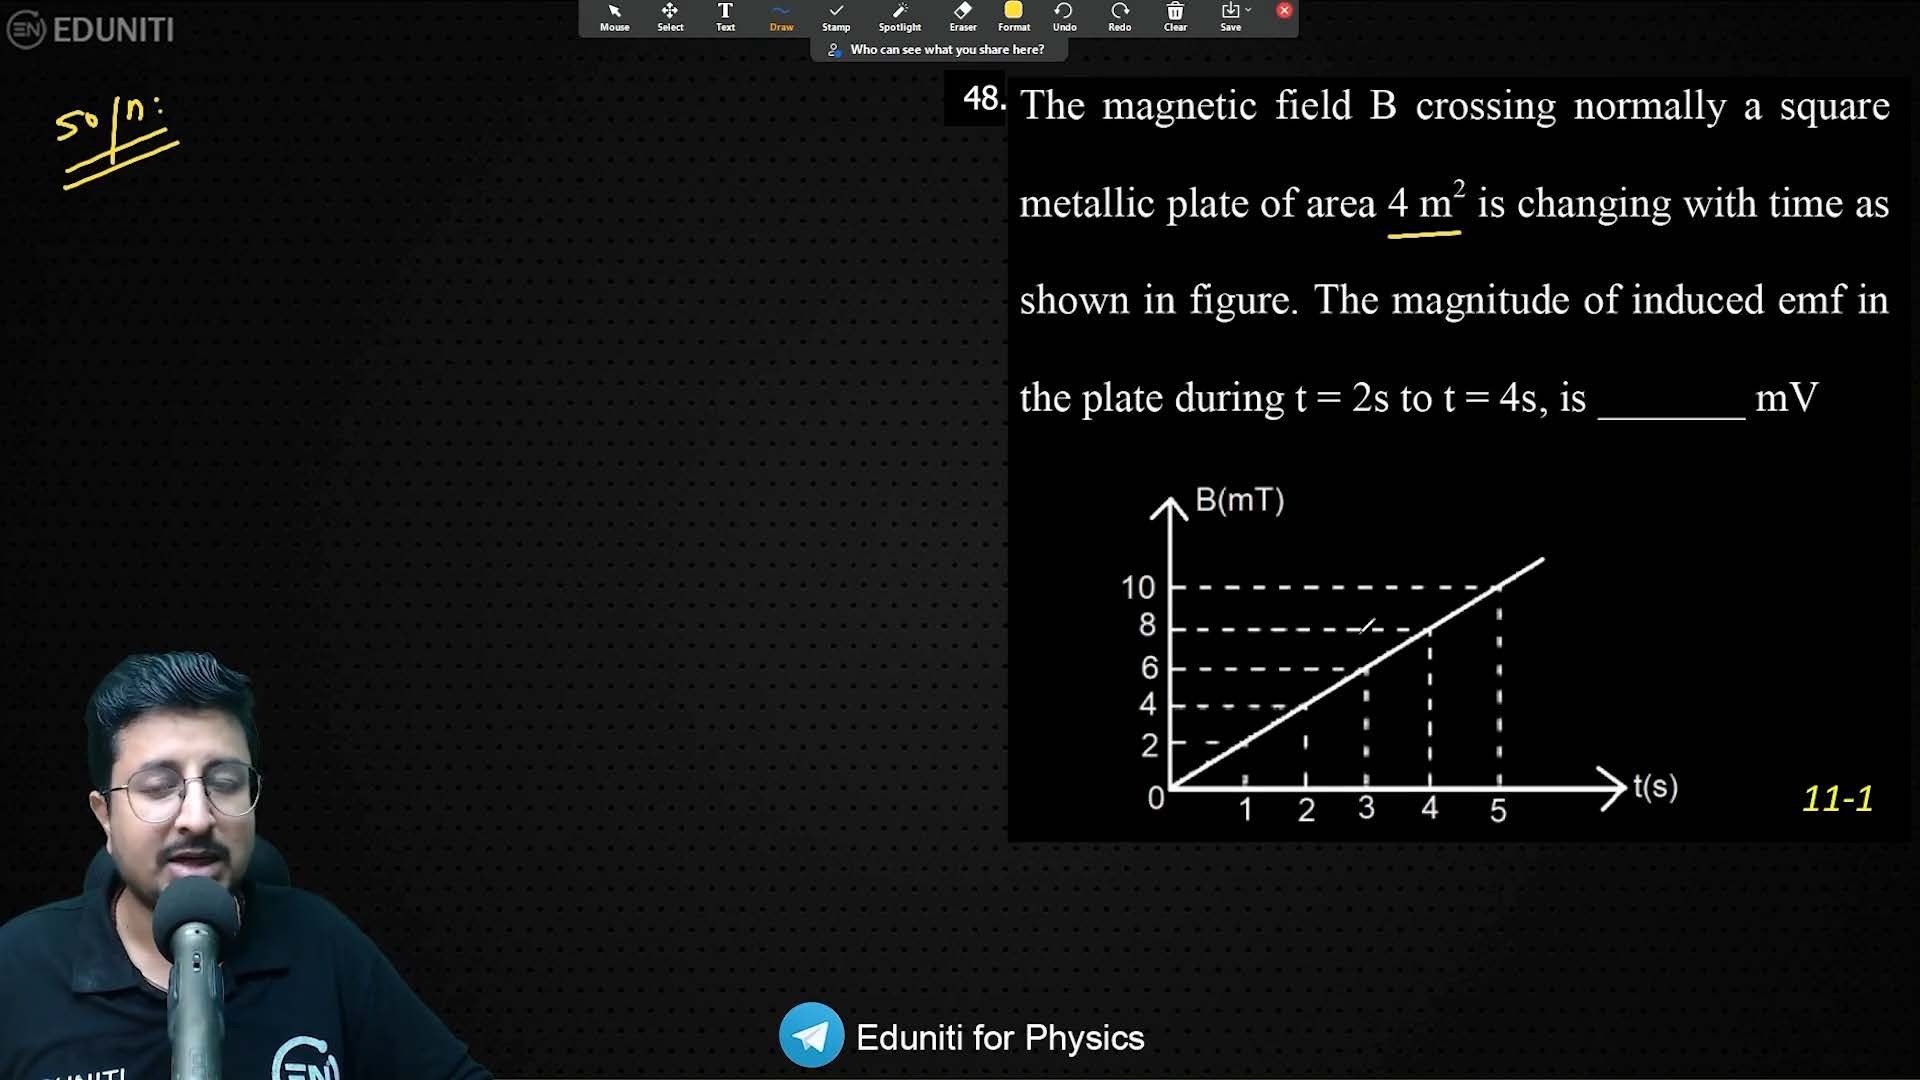 EDUNITI
Mouse Select Text Draw Stamp Spotlight Eraser Format Undo Redo Clear Save
Who can see what you share here?
soln:
48. The magnetic field B crossing normally a square
metallic plate of area 4 m² is changing with time as
shown in figure. The magnitude of induced emf in
the plate during t = 2s to t = 4s, is _______ mV
B(mT)
10
8
6
4
2
0
1 2 3 4 5
t(s)
11-1
Eduniti for Physics
EN